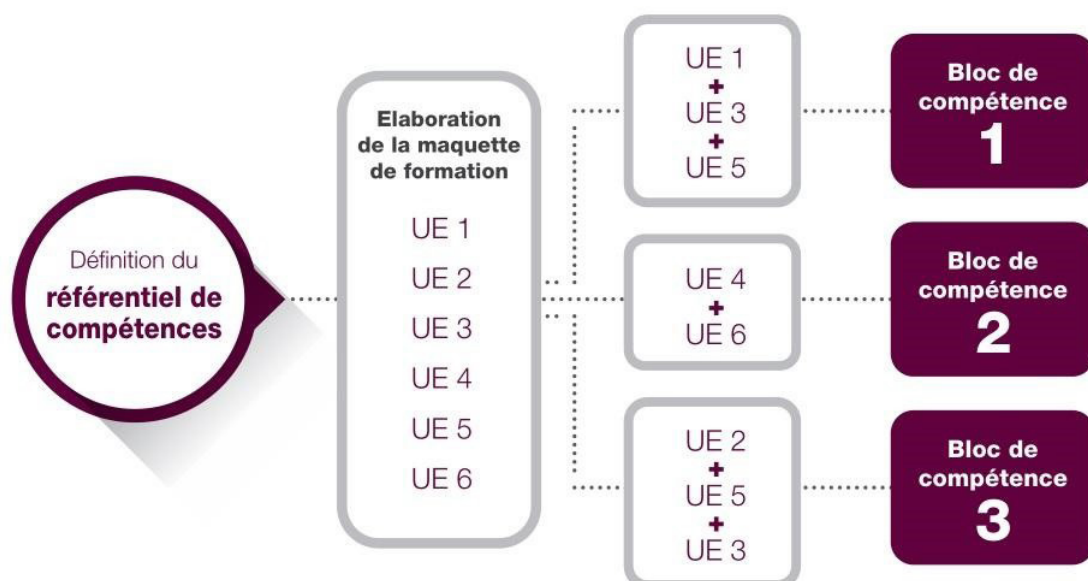 Définition du
référentiel de
compétences
Elaboration
de la maquette
de formation
UE 1
UE 2
UE 3
UE 4
UE 5
UE 6
UE 1
+
UE 3
+
UE 5
Bloc de
compétence
1
UE 4
+
UE 6
Bloc de
compétence
2
UE 2
+
UE 5
+
UE 3
Bloc de
compétence
3